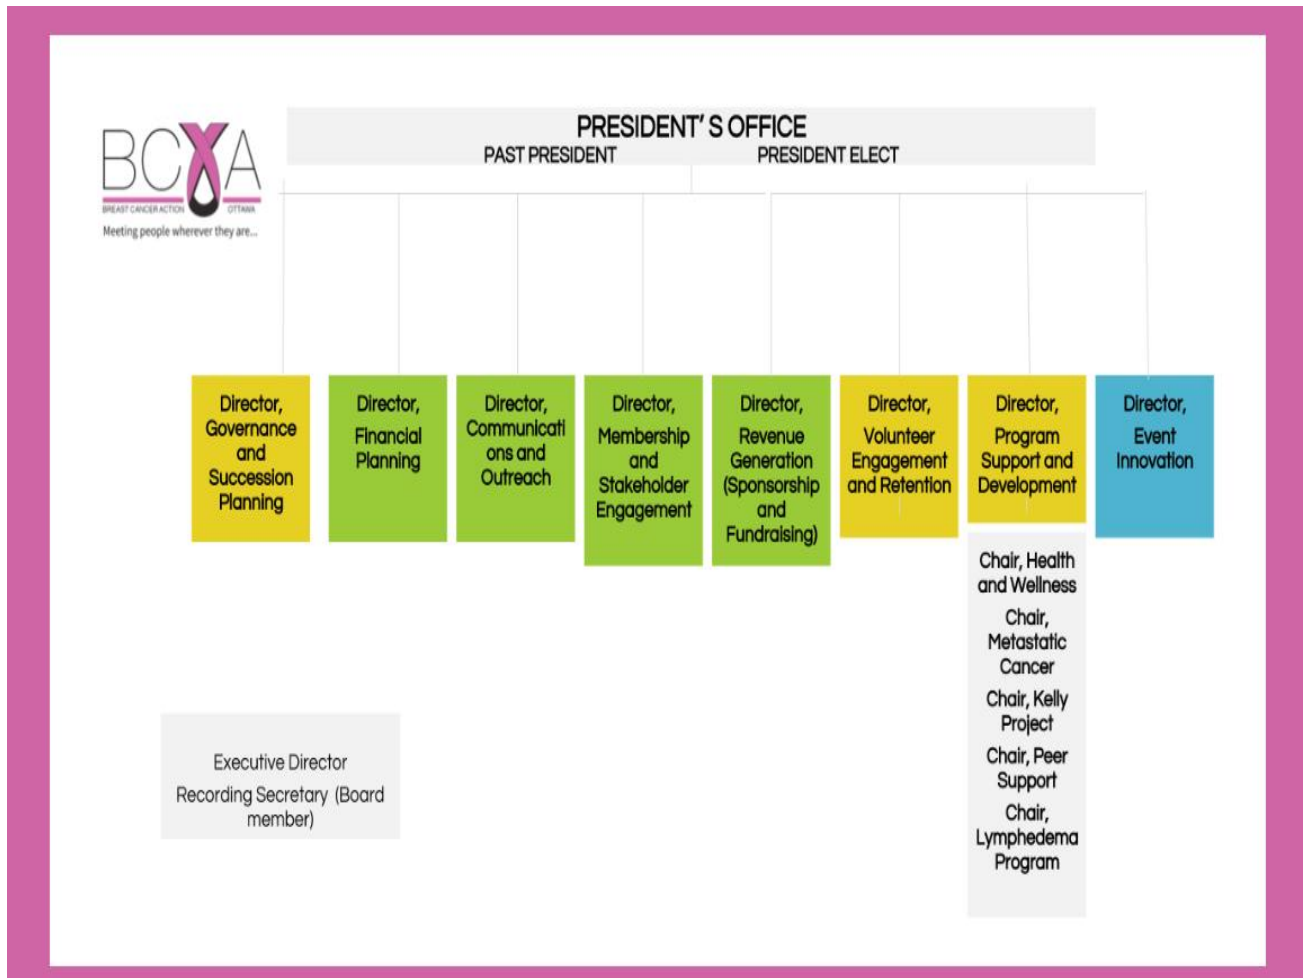 PRESIDENT' S OFFICE
PAST PRESIDENT PRESIDENT ELECT
BCA
BREAST CANCER ACTION OTTAWA
Meeting people wherever they are...
Director,
Governance
and
Succession
Planning
Director,
Financial
Planning
Director,
Communicati
ons and
Outreach
Director,
Membership
and
Stakeholder
Engagement
Director,
Revenue
Generation
(Sponsorship
and
Fundraising)
Director,
Volunteer
Engagement
and Retention
Director,
Program
Support and
Development
Director,
Event
Innovation
Chair, Health
and Wellness
Chair,
Metastatic
Cancer
Chair, Kelly
Project
Chair, Peer
Support
Chair,
Lymphedema
Program
Executive Director
Recording Secretary (Board
member)